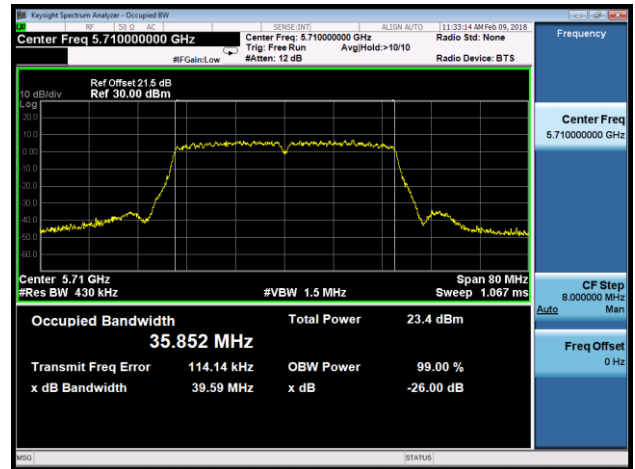 Keysight Spectrum Analyzer - Occupied BW
RF 50 Ω AC SENSE:INT ALIGN AUTO 11:33:14 AM Feb 09, 2018
Center Freq 5.710000000 GHz
Center Freq: 5.710000000 GHz
Radio Std: None
Trig: Free Run Avg|Hold:>10/10
#IFGain:Low #Atten: 12 dB Radio Device: BTS
Frequency
Ref Offset 21.5 dB
10 dB/div Ref 30.00 dBm
Log
20.0
10.0
0.00
-10.0
-20.0
-30.0
-40.0
-50.0
-60.0
Center 5.71 GHz Span 80 MHz
#Res BW 430 kHz #VBW 1.5 MHz Sweep 1.067 ms
Occupied Bandwidth Total Power 23.4 dBm
35.852 MHz
Transmit Freq Error 114.14 kHz OBW Power 99.00 %
x dB Bandwidth 39.59 MHz x dB -26.00 dB
Center Freq
5.710000000 GHz
CF Step
8.000000 MHz
Auto Man
Freq Offset
0 Hz
MSG STATUS